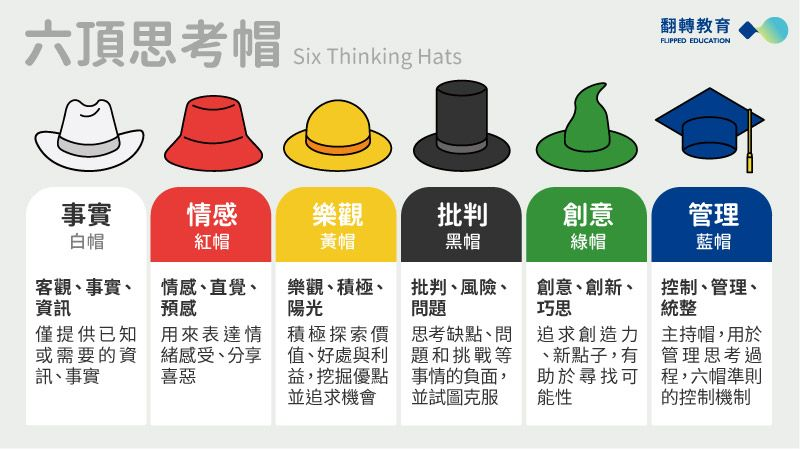 六頂思考帽 Six Thinking Hats
翻轉教育
FLIPPED EDUCATION
事實
白帽
客觀、事實、
資訊
僅提供已知
或需要的資
訊、事實
情感
紅帽
情感、直覺、
預感
用來表達情
緒感受、分享
喜惡
樂觀
黃帽
樂觀、積極、
陽光
積極探索價
值、好處與利
益，挖掘優點
並追求機會
批判
黑帽
批判、風險、
問題
思考缺點、問
題和挑戰等
事情的負面，
並試圖克服
創意
綠帽
創意、創新、
巧思
追求創造力
、新點子，有
助於尋找可
能性
管理
藍帽
控制、管理、
統整
主持帽，用於
管理思考過
程，六帽準則
的控制機制